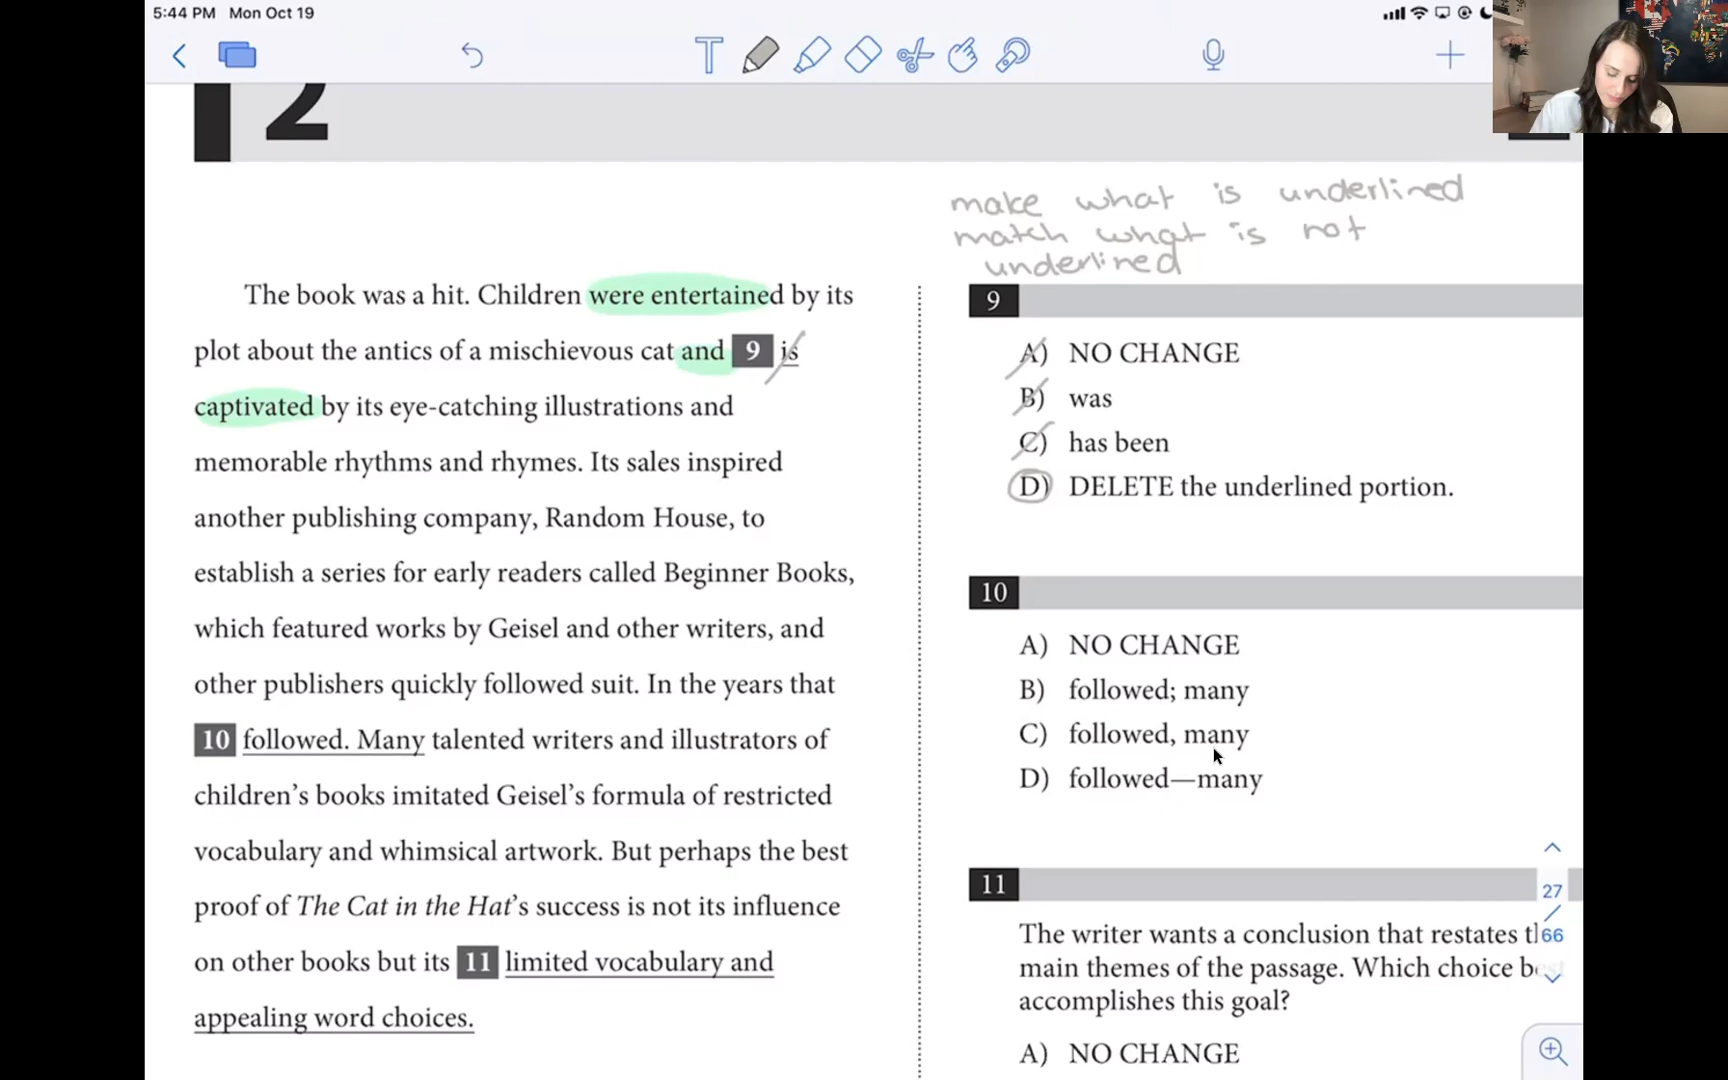 5:44 PM Mon Oct 19
2
make what is underlined
match what is not
underlined
The book was a hit. Children were entertained by its
plot about the antics of a mischievous cat and 9 is
captivated by its eye-catching illustrations and
memorable rhythms and rhymes. Its sales inspired
another publishing company, Random House, to
establish a series for early readers called Beginner Books,
which featured works by Geisel and other writers, and
other publishers quickly followed suit. In the years that
10 followed. Many talented writers and illustrators of
children’s books imitated Geisel’s formula of restricted
vocabulary and whimsical artwork. But perhaps the best
proof of The Cat in the Hat’s success is not its influence
on other books but its 11 limited vocabulary and
appealing word choices.
9
A) NO CHANGE
B) was
C) has been
D) DELETE the underlined portion.
10
A) NO CHANGE
B) followed; many
C) followed, many
D) followed—many
11
The writer wants a conclusion that restates
main themes of the passage. Which choice
accomplishes this goal?
A) NO CHANGE
27
66